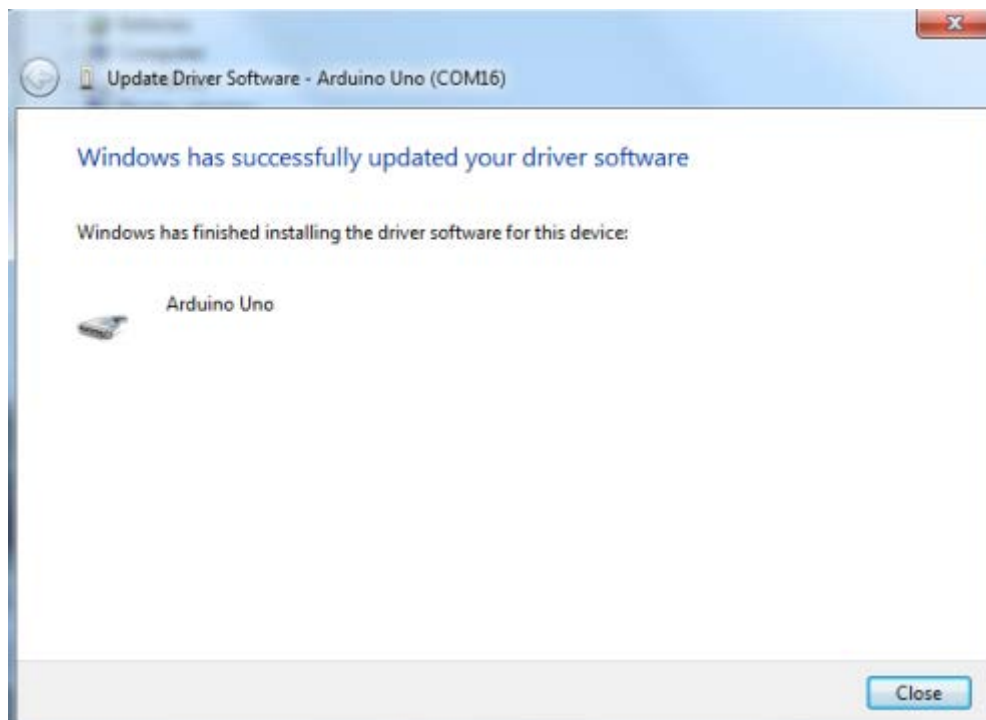 Update Driver Software - Arduino Uno (COM16)
Windows has successfully updated your driver software
Windows has finished installing the driver software for this device:
Arduino Uno
Close